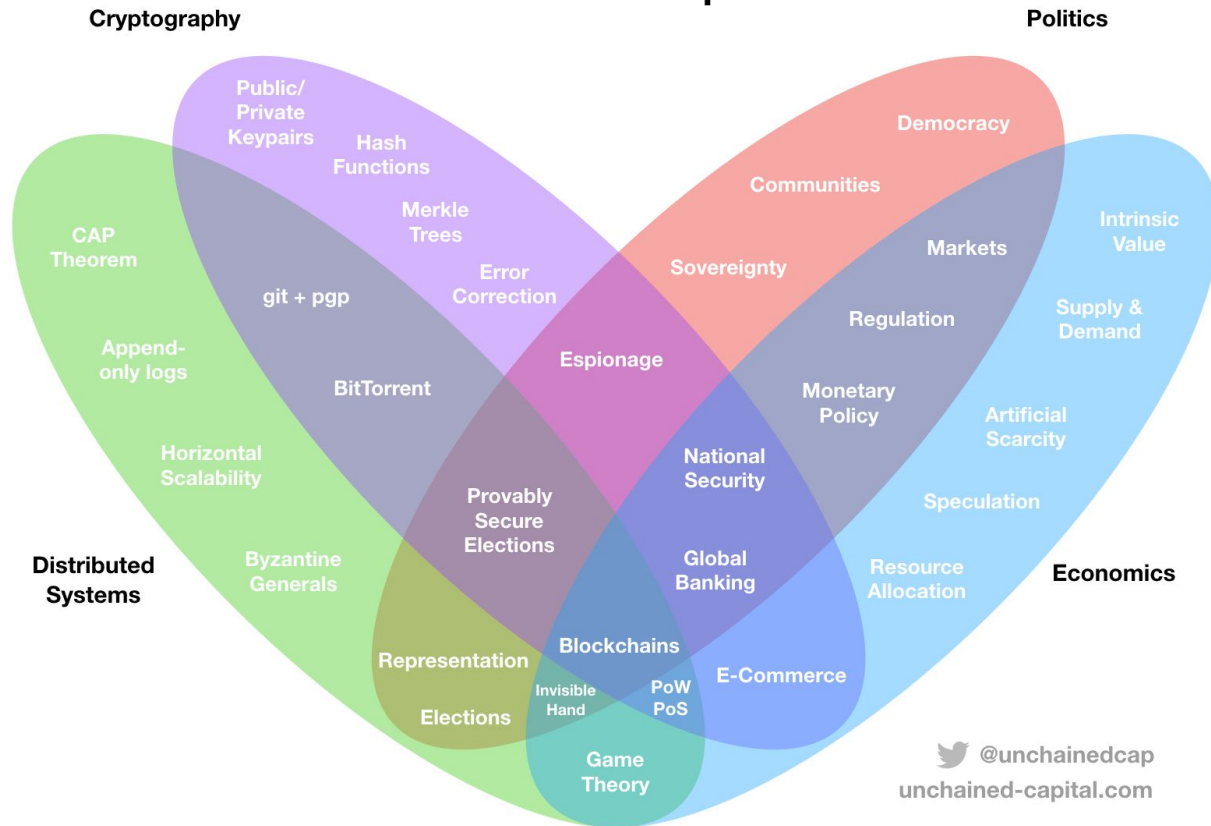 Cryptography
Politics
Public/
Private
Keypairs
Hash
Functions
Merkle
Trees
Error
Correction
Democracy
Communities
Sovereignty
CAP
Theorem
git + pgp
Append-
only logs
BitTorrent
Horizontal
Scalability
Byzantine
Generals
Distributed
Systems
Espionage
Markets
Regulation
Monetary
Policy
Intrinsic
Value
Supply &
Demand
Artificial
Scarcity
Speculation
Resource
Allocation
Economics
National
Security
Global
Banking
Provably
Secure
Elections
Blockchains
Representation
Elections
Invisible
Hand
PoW
PoS
E-Commerce
Game
Theory
@unchainedcap
unchained-capital.com